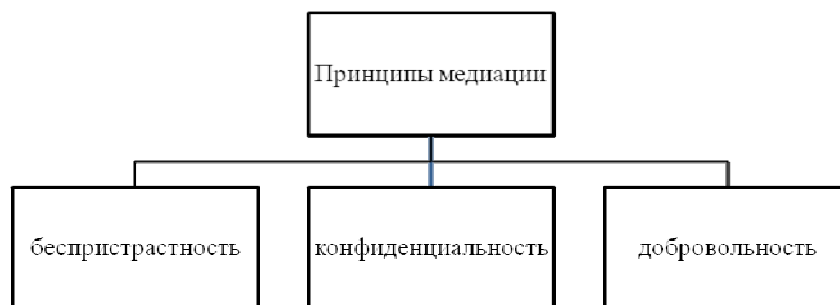 Принципы медиации
беспристрастность
конфиденциальность
добровольность